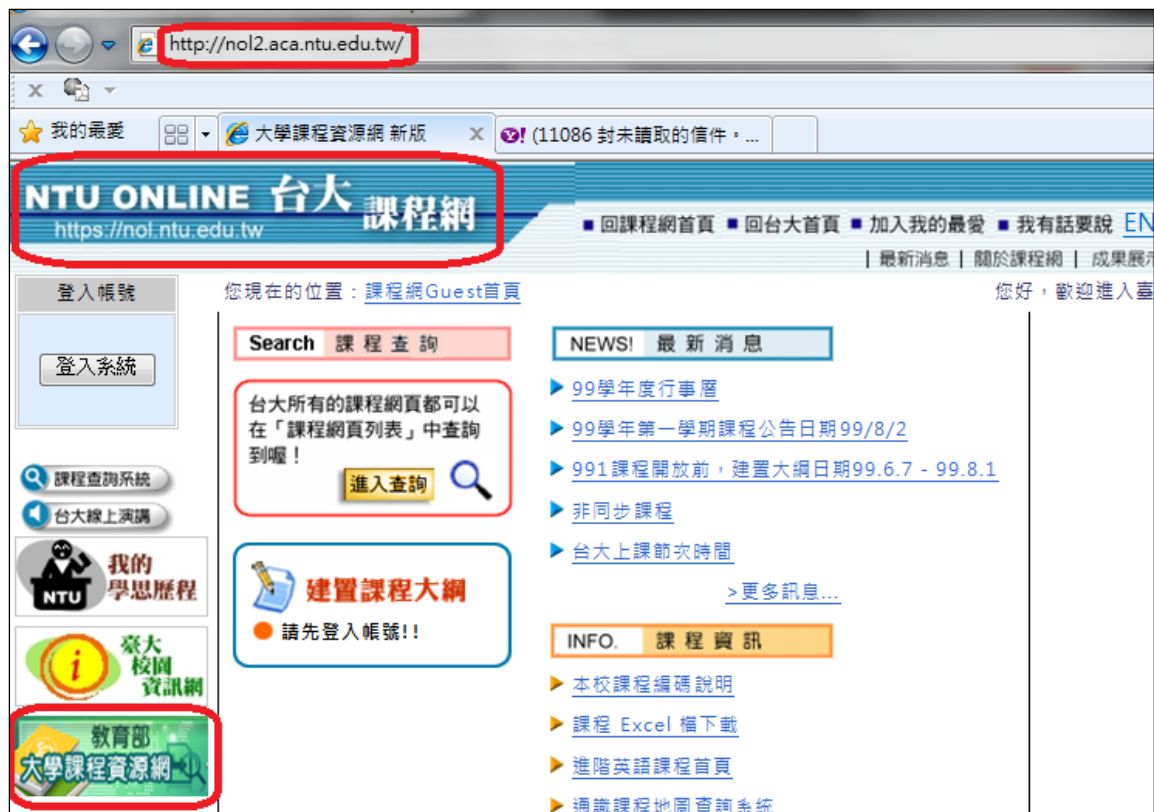 http://nol2.aca.ntu.edu.tw/
我的最愛
大學課程資源網 新版
(11086 封未讀取的信件。...
NTU ONLINE 台大 課程網
https://nol.ntu.edu.tw
■ 回課程網首頁 ■ 回台大首頁 ■ 加入我的最愛 ■ 我有話要說 EN
| 最新消息 | 關於課程網 | 成果展示
登入帳號
登入系統
您現在的位置：課程網Guest首頁
您好，歡迎進入臺
Search 課程查詢
台大所有的課程網頁都可以
在「課程網頁列表」中查詢
到喔！
進入查詢
建置課程大綱
請先登入帳號!!
NEWS! 最新消息
99學年度行事曆
99學年第一學期課程公告日期99/8/2
991課程開放前，建置大綱日期99.6.7 - 99.8.1
非同步課程
台大上課節次時間
>更多訊息...
INFO. 課程資訊
本校課程編碼說明
課程 Excel 檔下載
進階英語課程首頁
通識課程地圖查詢系統
課程查詢系統
台大線上演講
NTU
我的
學思歷程
i
臺大
校園
資訊網
教育部
大學課程資源網